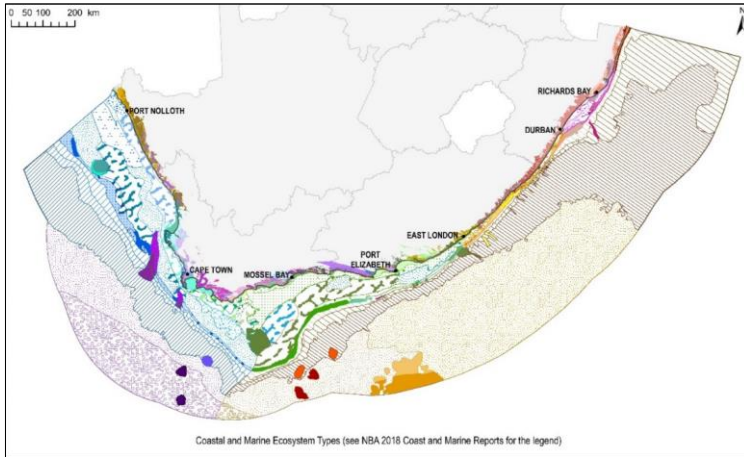 0 50 100 200 km
N
PORT NOLLOTH
RICHARDS BAY
DURBAN
EAST LONDON
PORT
ELIZABETH
CAPE TOWN
MOSSEL BAY
Coastal and Marine Ecosystem Types (see NBA 2018 Coast and Marine Reports for the legend)